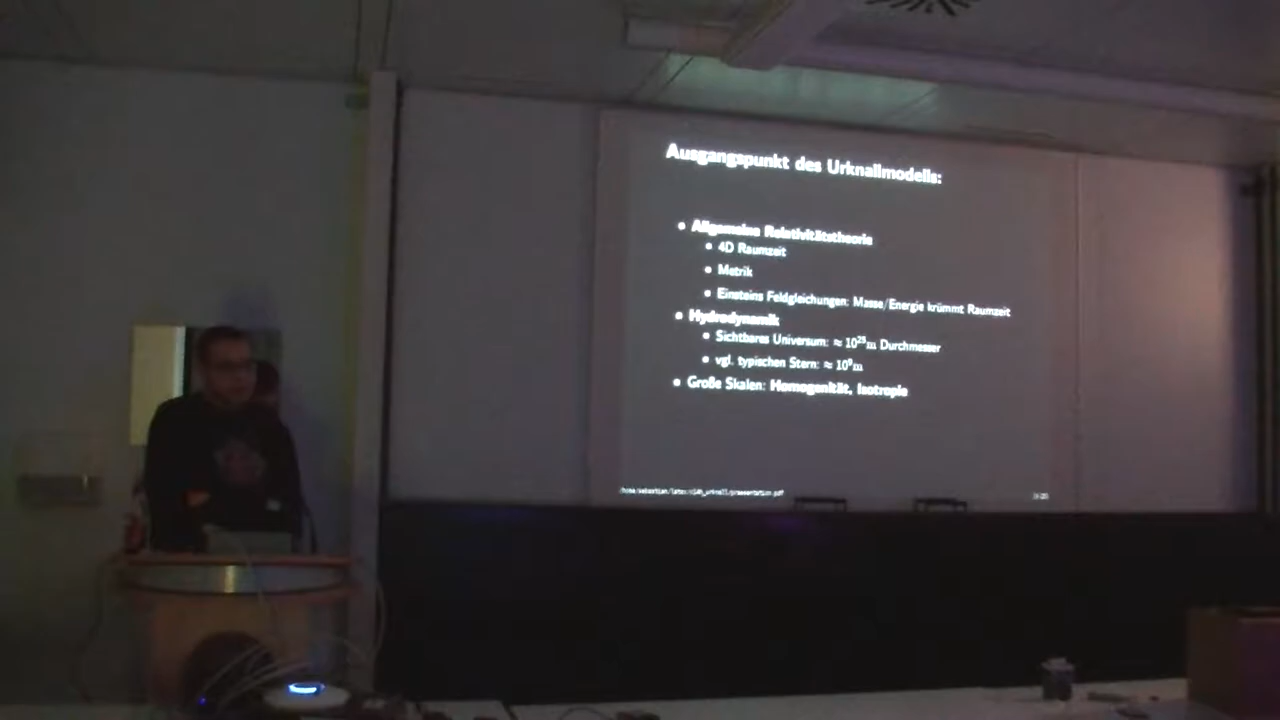 Ausgangspunkt des Urknallmodells:
• Allgemeine Relativitätstheorie
• 4D Raumzeit
• Metrik
• Einsteins Feldgleichungen: Masse/Energie krümmt Raumzeit
• Hydrodynamik
• Sichtbares Universum: ≈ 10²⁵m Durchmesser
• vgl. typischen Stern: ≈ 10⁹m
• Große Skalen: Homogenität, Isotropie